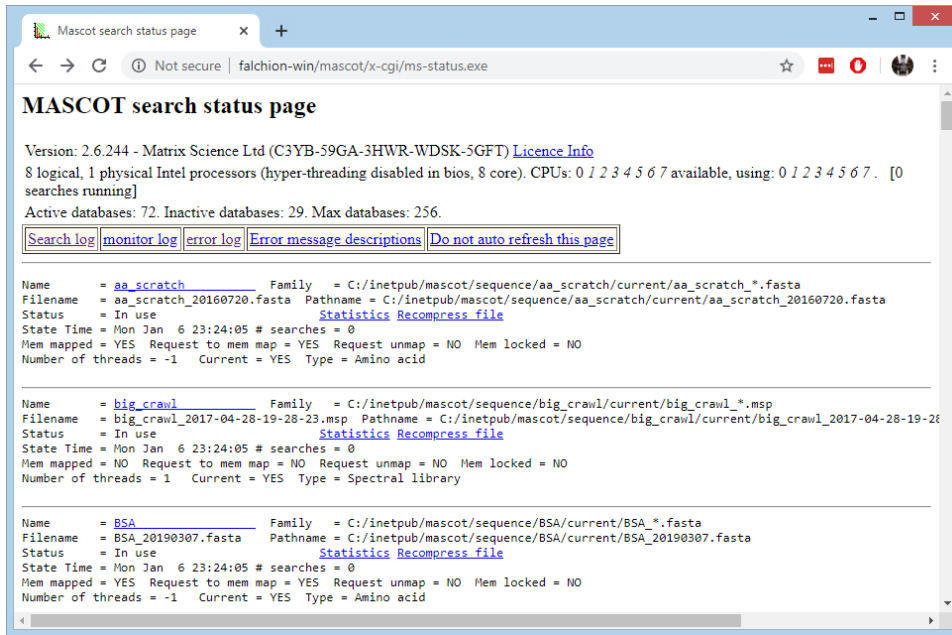 Mascot search status page
Not secure | falchion-win/mascot/x-cgi/ms-status.exe
MASCOT search status page
Version: 2.6.244 - Matrix Science Ltd (C3YB-59GA-3HWR-WDSK-5GFT) Licence Info
8 logical, 1 physical Intel processors (hyper-threading disabled in bios, 8 core). CPUs: 0 1 2 3 4 5 6 7 available, using: 0 1 2 3 4 5 6 7 . [0
searches running]
Active databases: 72. Inactive databases: 29. Max databases: 256.
Search log monitor log error log Error message descriptions Do not auto refresh this page
Name = aa_scratch Family = C:/inetpub/mascot/sequence/aa_scratch/current/aa_scratch_*.fasta
Filename = aa_scratch_20160720.fasta Pathname = C:/inetpub/mascot/sequence/aa_scratch/current/aa_scratch_20160720.fasta
Status = In use Statistics Recompress file
State Time = Mon Jan 6 23:24:05 # searches = 0
Mem mapped = YES Request to mem map = YES Request unmap = NO Mem locked = NO
Number of threads = -1 Current = YES Type = Amino acid
Name = big_crawl Family = C:/inetpub/mascot/sequence/big_crawl/current/big_crawl_*.msp
Filename = big_crawl_2017-04-28-19-28-23.msp Pathname = C:/inetpub/mascot/sequence/big_crawl/current/big_crawl_2017-04-28-19-28
Status = In use Statistics Recompress file
State Time = Mon Jan 6 23:24:05 # searches = 0
Mem mapped = NO Request to mem map = NO Request unmap = NO Mem locked = NO
Number of threads = 1 Current = YES Type = Spectral library
Name = BSA Family = C:/inetpub/mascot/sequence/BSA/current/BSA_*.fasta
Filename = BSA_20190307.fasta Pathname = C:/inetpub/mascot/sequence/BSA/current/BSA_20190307.fasta
Status = In use Statistics Recompress file
State Time = Mon Jan 6 23:24:05 # searches = 0
Mem mapped = YES Request to mem map = YES Request unmap = NO Mem locked = NO
Number of threads = -1 Current = YES Type = Amino acid